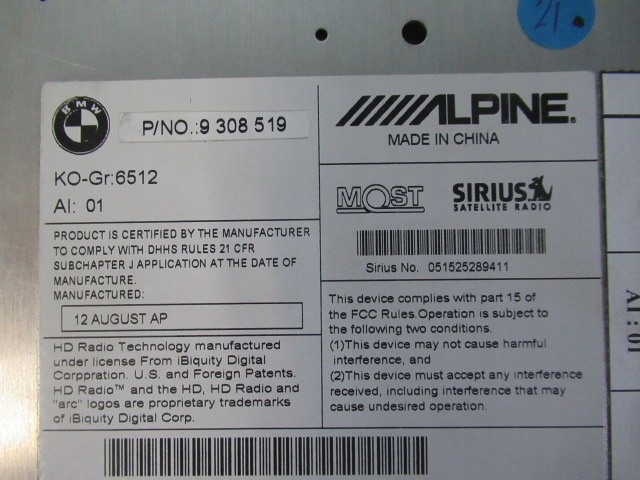 21.
BMW
P/NO.:9 308 519
KO-Gr:6512
AI: 01
PRODUCT IS CERTIFIED BY THE MANUFACTURER
TO COMPLY WITH DHHS RULES 21 CFR
SUBCHAPTER J APPLICATION AT THE DATE OF
MANUFACTURE.
MANUFACTURED:
12 AUGUST AP
HD Radio Technology manufactured
under license From iBiquity Digital
Corppration. U.S. and Foreign Patents.
HD Radio™ and the HD, HD Radio and
"arc" logos are proprietary trademarks
of iBiquity Digital Corp.
ALPINE®
MADE IN CHINA
MOST
SIRIUS
SATELLITE RADIO
Sirius No. 051525289411
This device complies with part 15 of
the FCC Rules.Operation is subject to
the following two conditions.
(1)This device may not cause harmful
interference, and
(2)This device must accept any interference
received, including interference that may
cause undesired operation.
AI:01